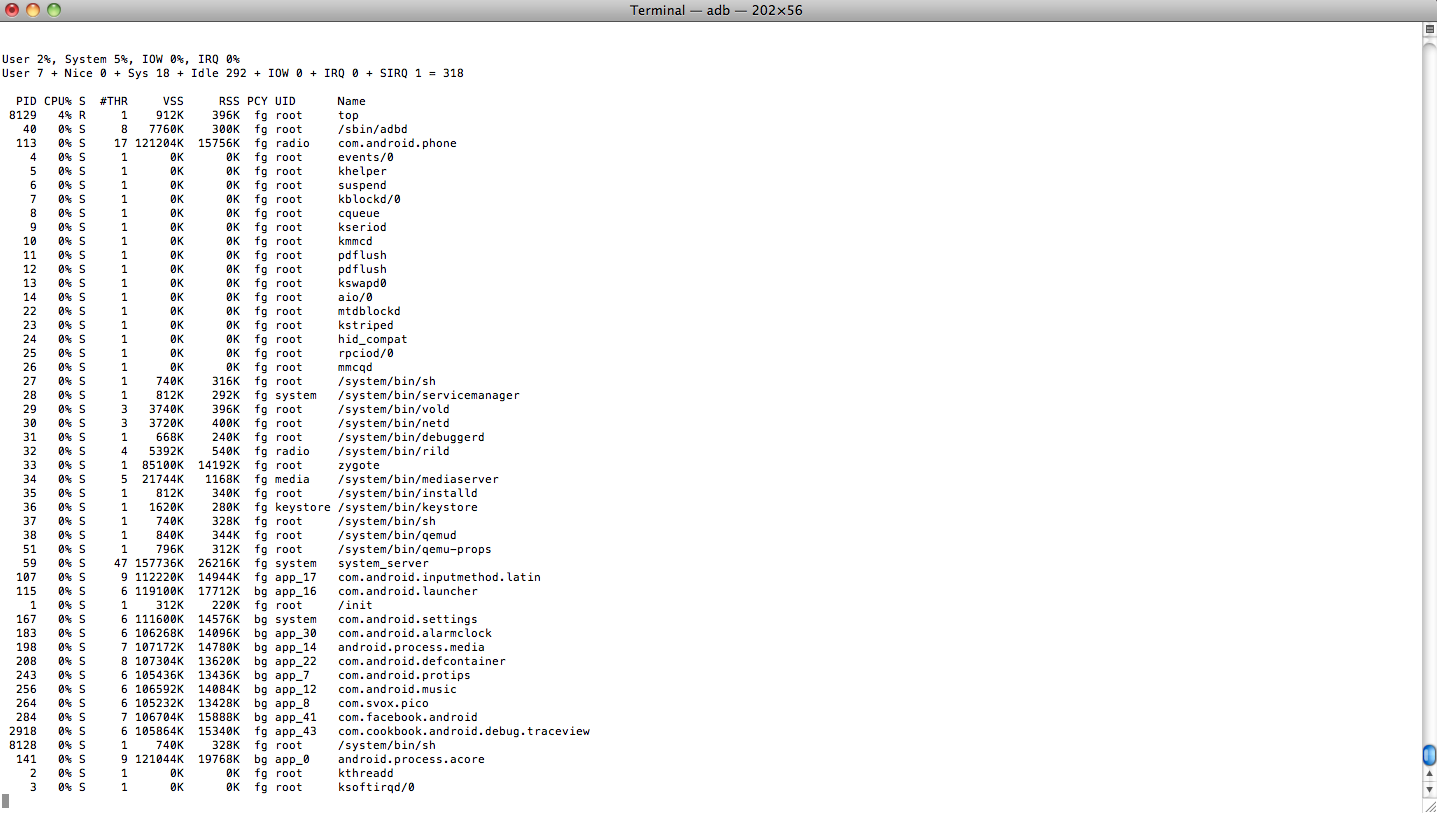 Terminal — adb — 202×56
User 2%, System 5%, IOW 0%, IRQ 0%
User 7 + Nice 0 + Sys 18 + Idle 292 + IOW 0 + IRQ 0 + SIRQ 1 = 318
PID CPU% S #THR VSS RSS PCY UID Name
8129 4% R 1 912K 396K fg root top
40 0% S 8 7760K 300K fg root /sbin/adbd
113 0% S 17 121204K 15756K fg radio com.android.phone
4 0% S 1 0K 0K fg root events/0
5 0% S 1 0K 0K fg root khelper
6 0% S 1 0K 0K fg root suspend
7 0% S 1 0K 0K fg root kblockd/0
8 0% S 1 0K 0K fg root cqueue
9 0% S 1 0K 0K fg root kseriod
10 0% S 1 0K 0K fg root kmmcd
11 0% S 1 0K 0K fg root pdflush
12 0% S 1 0K 0K fg root pdflush
13 0% S 1 0K 0K fg root kswapd0
14 0% S 1 0K 0K fg root aio/0
22 0% S 1 0K 0K fg root mtdblockd
23 0% S 1 0K 0K fg root kstriped
24 0% S 1 0K 0K fg root hid_compat
25 0% S 1 0K 0K fg root rpciod/0
26 0% S 1 0K 0K fg root mmcqd
27 0% S 1 740K 316K fg root /system/bin/sh
28 0% S 1 812K 292K fg system /system/bin/servicemanager
29 0% S 3 3740K 396K fg root /system/bin/vold
30 0% S 3 3720K 400K fg root /system/bin/netd
31 0% S 1 668K 240K fg root /system/bin/debuggerd
32 0% S 4 5392K 540K fg radio /system/bin/rild
33 0% S 1 85100K 14192K fg root zygote
34 0% S 5 21744K 1168K fg media /system/bin/mediaserver
35 0% S 1 812K 340K fg root /system/bin/installd
36 0% S 1 1620K 280K fg keystore /system/bin/keystore
37 0% S 1 740K 328K fg root /system/bin/sh
38 0% S 1 840K 344K fg root /system/bin/qemud
51 0% S 1 796K 312K fg root /system/bin/qemu-props
59 0% S 47 157736K 26216K fg system system_server
107 0% S 9 112220K 14944K fg app_17 com.android.inputmethod.latin
115 0% S 6 119100K 17712K bg app_16 com.android.launcher
1 0% S 1 312K 220K fg root /init
167 0% S 6 111600K 14576K bg system com.android.settings
183 0% S 6 106268K 14096K bg app_30 com.android.alarmclock
198 0% S 7 107172K 14780K bg app_14 android.process.media
208 0% S 8 107304K 13620K bg app_22 com.android.defcontainer
243 0% S 6 105436K 13436K bg app_7 com.android.protips
256 0% S 6 106592K 14084K bg app_12 com.android.music
264 0% S 6 105232K 13428K bg app_8 com.svox.pico
284 0% S 7 106704K 15888K bg app_41 com.facebook.android
2918 0% S 6 105864K 15340K fg app_43 com.cookbook.android.debug.traceview
8128 0% S 1 740K 328K fg root /system/bin/sh
141 0% S 9 121044K 19768K bg app_0 android.process.acore
2 0% S 1 0K 0K fg root kthreadd
3 0% S 1 0K 0K fg root ksoftirqd/0